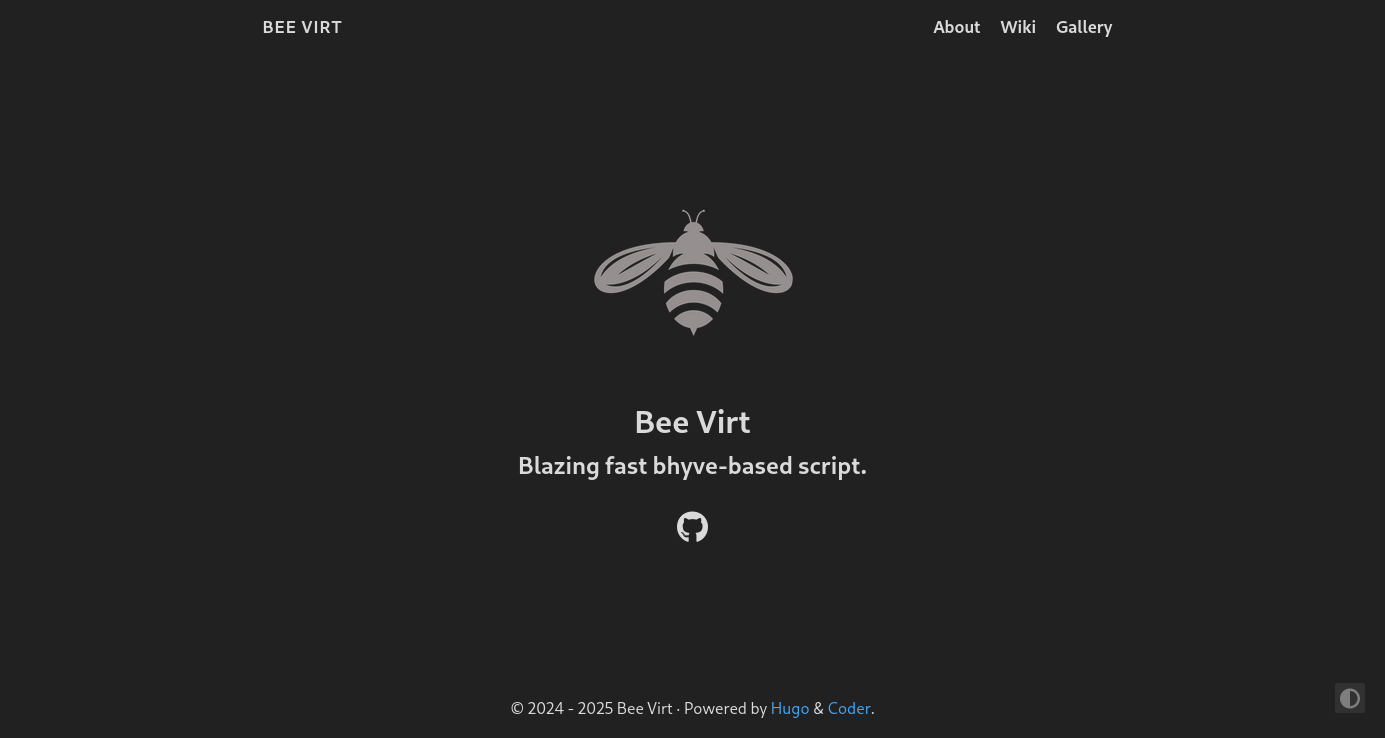 BEE VIRT
About Wiki Gallery
Bee Virt
Blazing fast bhyve-based script.
© 2024 - 2025 Bee Virt · Powered by Hugo & Coder.